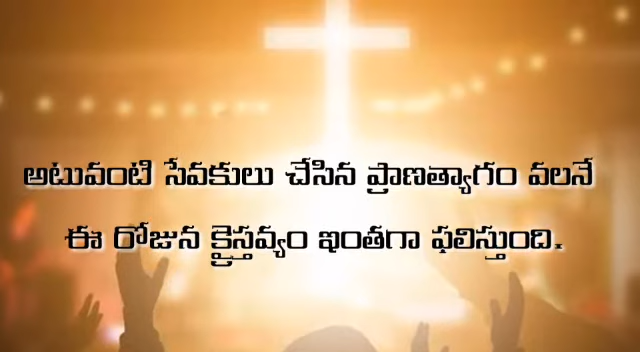 అటువంటి సేవకులు చేసిన ప్రాణత్యాగం వలనే
ఈ రోజున క్రైస్తవ్యం ఇంతగా ఫలిస్తుంది.